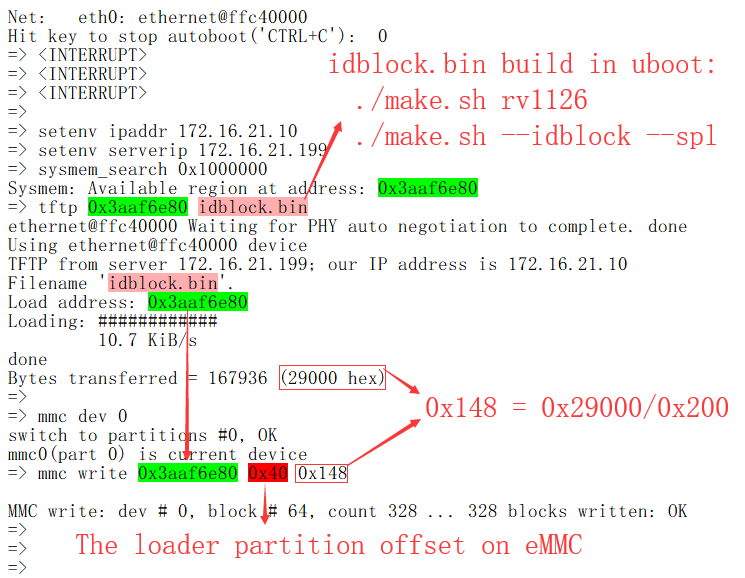 Net:   eth0: ethernet@ffc40000
Hit key to stop autoboot('CTRL+C'):  0
=> <INTERRUPT>
=> <INTERRUPT>
=> <INTERRUPT>
=>
=> setenv ipaddr 172.16.21.10
=> setenv serverip 172.16.21.199
=> sysmem_search 0x1000000
Sysmem: Available region at address: 0x3aaf6e80
=> tftp 0x3aaf6e80 idblock.bin
ethernet@ffc40000 Waiting for PHY auto negotiation to complete. done
Using ethernet@ffc40000 device
TFTP from server 172.16.21.199; our IP address is 172.16.21.10
Filename 'idblock.bin'.
Load address: 0x3aaf6e80
Loading: ############
10.7 KiB/s
done
Bytes transferred = 167936 (29000 hex)
=>
=> mmc dev 0
switch to partitions #0, OK
mmc0(part 0) is current device
=> mmc write 0x3aaf6e80 0x40 0x148
MMC write: dev # 0, block # 64, count 328 ... 328 blocks written: OK
=>
=>
=>
idblock.bin build in uboot:
./make.sh rv1126
./make.sh --idblock --spl
0x148 = 0x29000/0x200
The loader partition offset on eMMC